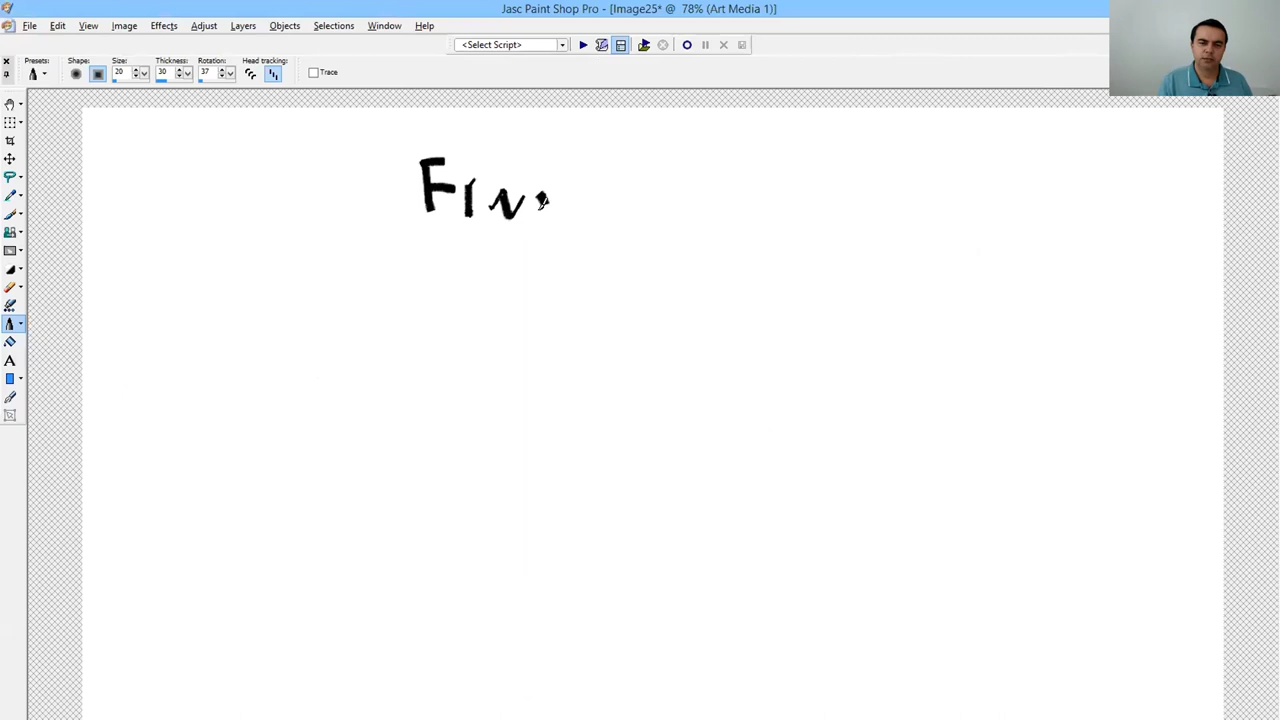 Jasc Paint Shop Pro - [Image25* @ 78% (Art Media 1)]
File Edit View Image Effects Adjust Layers Objects Selections Window Help
<Select Script>
Presets: Shape: Size: Thickness: Rotation: Head tracking:
20 30 37 Trace
Fin
A